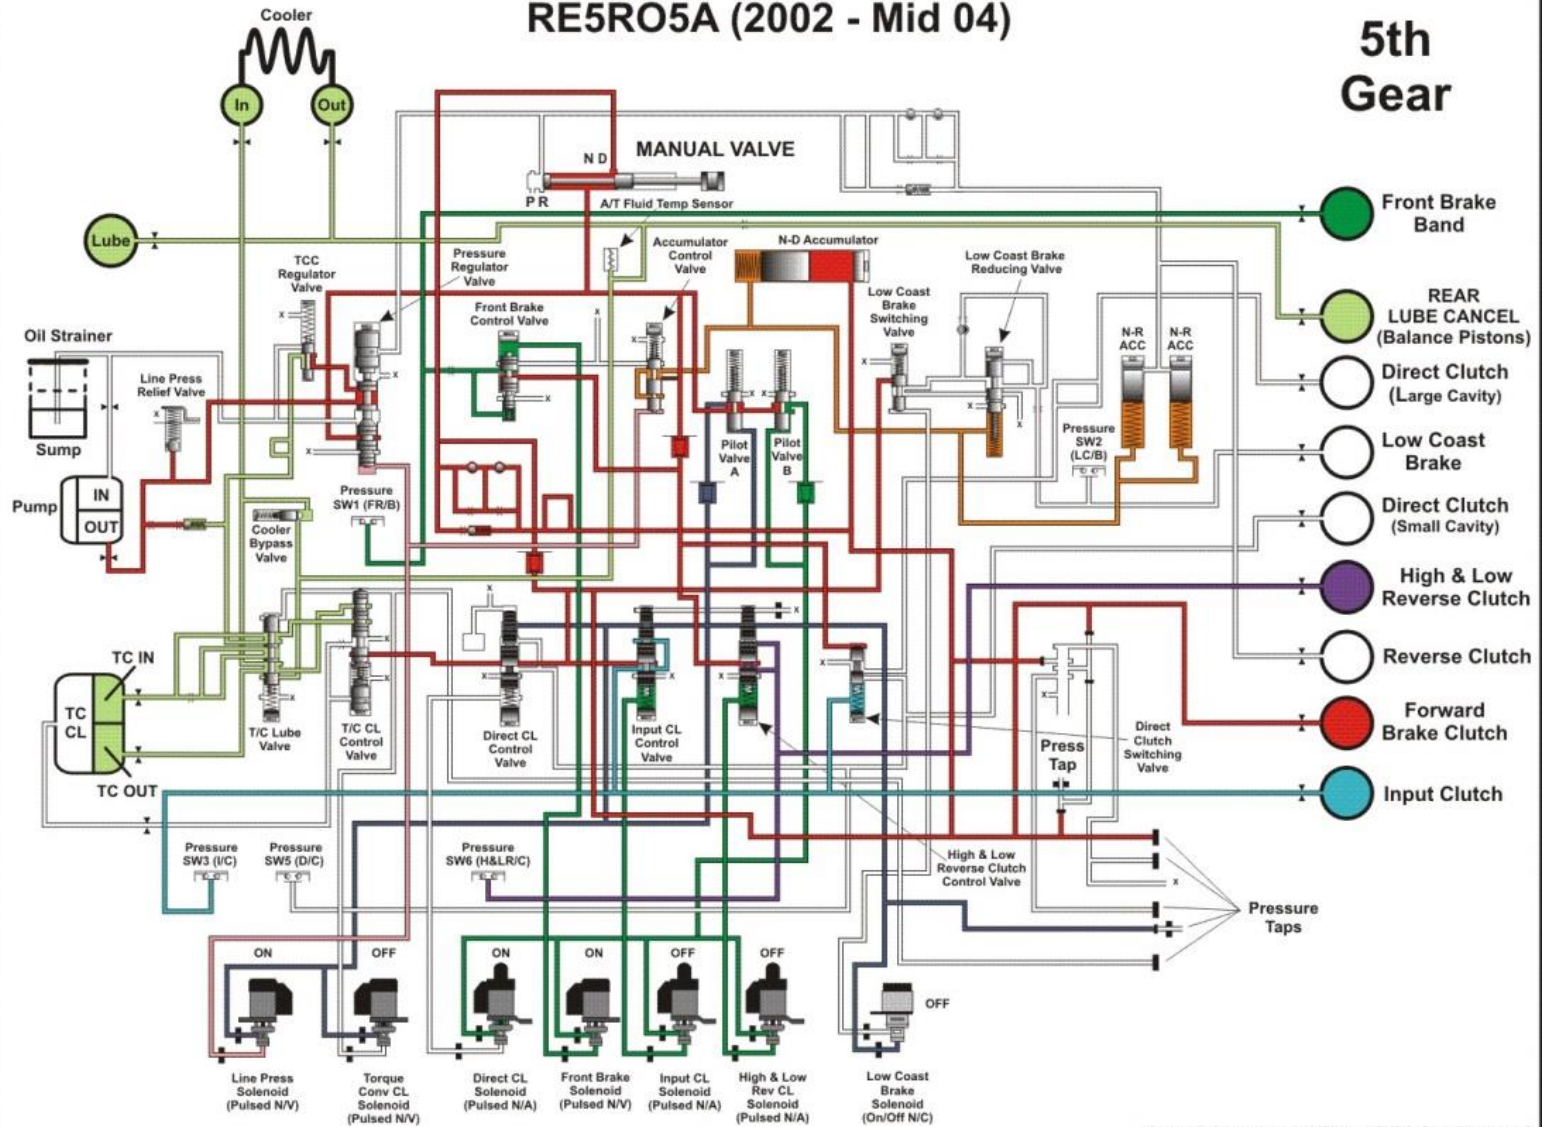 RE5RO5A (2002 - Mid 04)
5th
Gear
Cooler
In
Out
Lube
MANUAL VALVE
N D
P R
A/T Fluid Temp Sensor
Front Brake
Band
TCC
Regulator
Valve
Pressure
Regulator
Valve
Accumulator
Control
Valve
N-D Accumulator
Low Coast Brake
Reducing Valve
Low Coast
Brake
Switching
Valve
Front Brake
Control Valve
REAR
LUBE CANCEL
(Balance Pistons)
N-R
ACC
N-R
ACC
Oil Strainer
Sump
Line Press
Relief Valve
x
x
x
x
x
x
x
x
x
x
x
x
Direct Clutch
(Large Cavity)
Pressure
SW2
(LC/B)
Low Coast
Brake
Pilot
Valve
A
Pilot
Valve
B
Pump
IN
OUT
Pressure
SW1 (FR/B)
Cooler
Bypass
Valve
Direct Clutch
(Small Cavity)
High & Low
Reverse Clutch
x
x
x
x
x
x
x
x
x
x
Reverse Clutch
TC IN
TC
CL
TC OUT
T/C Lube
Valve
T/C CL
Control
Valve
Direct CL
Control
Valve
Input CL
Control
Valve
Direct
Clutch
Switching
Valve
Press
Tap
Forward
Brake Clutch
Input Clutch
Pressure
SW3 (I/C)
Pressure
SW5 (D/C)
Pressure
SW6 (H&LR/C)
High & Low
Reverse Clutch
Control Valve
x
Pressure
Taps
ON
OFF
ON
ON
OFF
OFF
OFF
Line Press
Solenoid
(Pulsed N/V)
Torque
Conv CL
Solenoid
(Pulsed N/V)
Direct CL
Solenoid
(Pulsed N/A)
Front Brake
Solenoid
(Pulsed N/V)
Input CL
Solenoid
(Pulsed N/A)
High & Low
Rev CL
Solenoid
(Pulsed N/A)
Low Coast
Brake
Solenoid
(On/Off N/C)